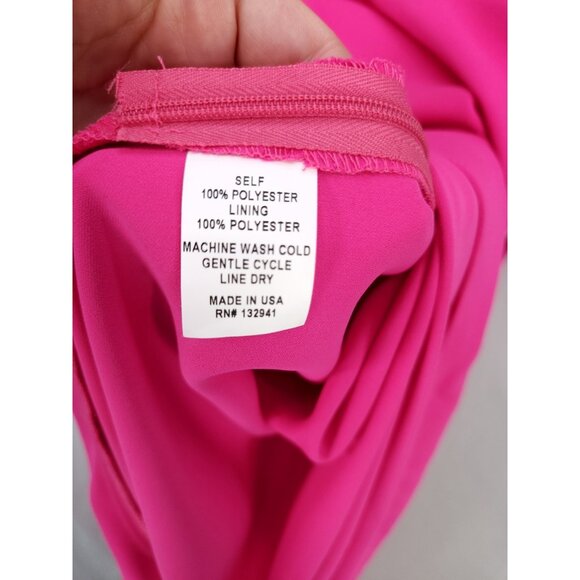 SELF
100% POLYESTER
LINING
100% POLYESTER
MACHINE WASH COLD
GENTLE CYCLE
LINE DRY
MADE IN USA
RN# 132941